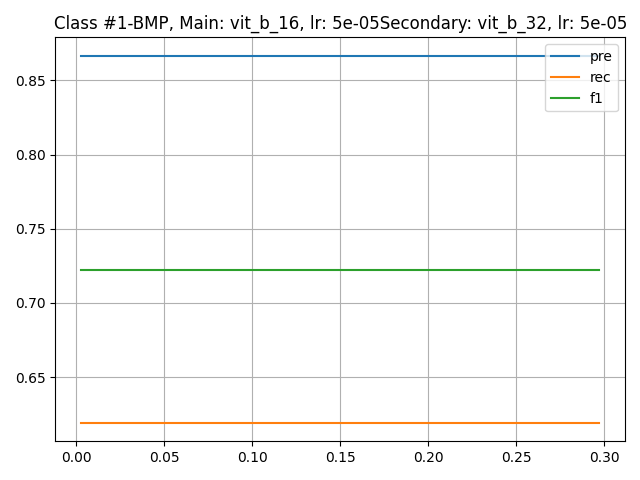 Class #1-BMP, Main: vit_b_16, lr: 5e-05Secondary: vit_b_32, lr: 5e-05
pre
rec
f1
0.85
0.80
0.75
0.70
0.65
0.00 0.05 0.10 0.15 0.20 0.25 0.30